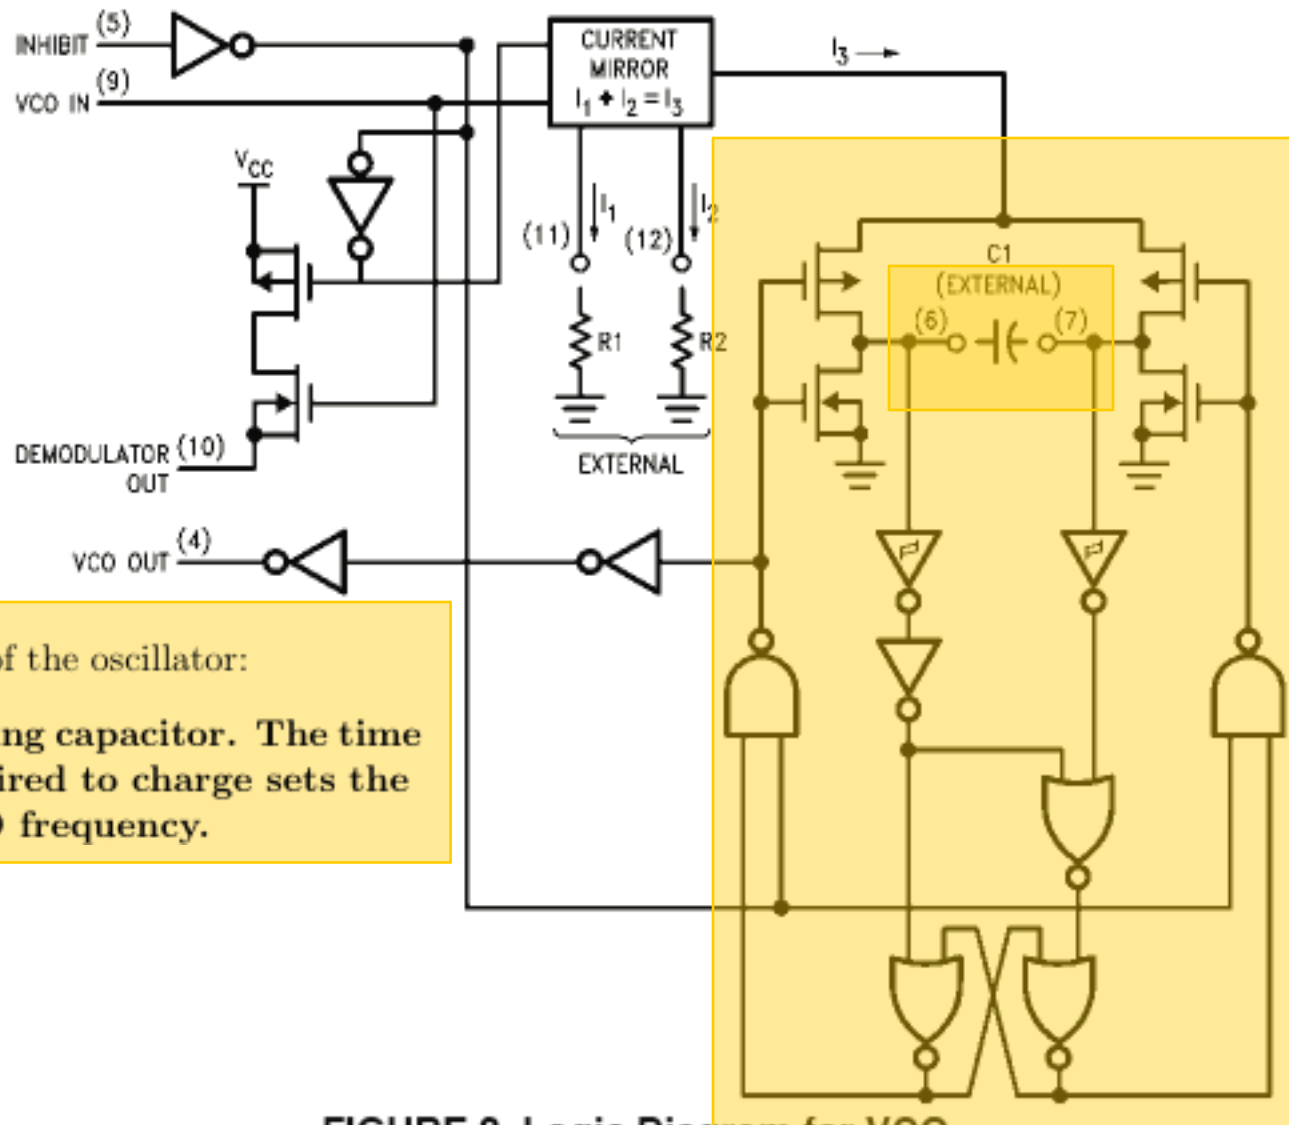 INHIBIT (5)
VCO IN (9)
CURRENT
MIRROR
I1 + I2 = I3
I3
VCC
I1
I2
(11)
(12)
R1
R2
EXTERNAL
C1
(EXTERNAL)
(6)
(7)
DEMODULATOR (10)
OUT
VCO OUT (4)
of the oscillator:
capacitor. The time
to charge sets the
frequency.